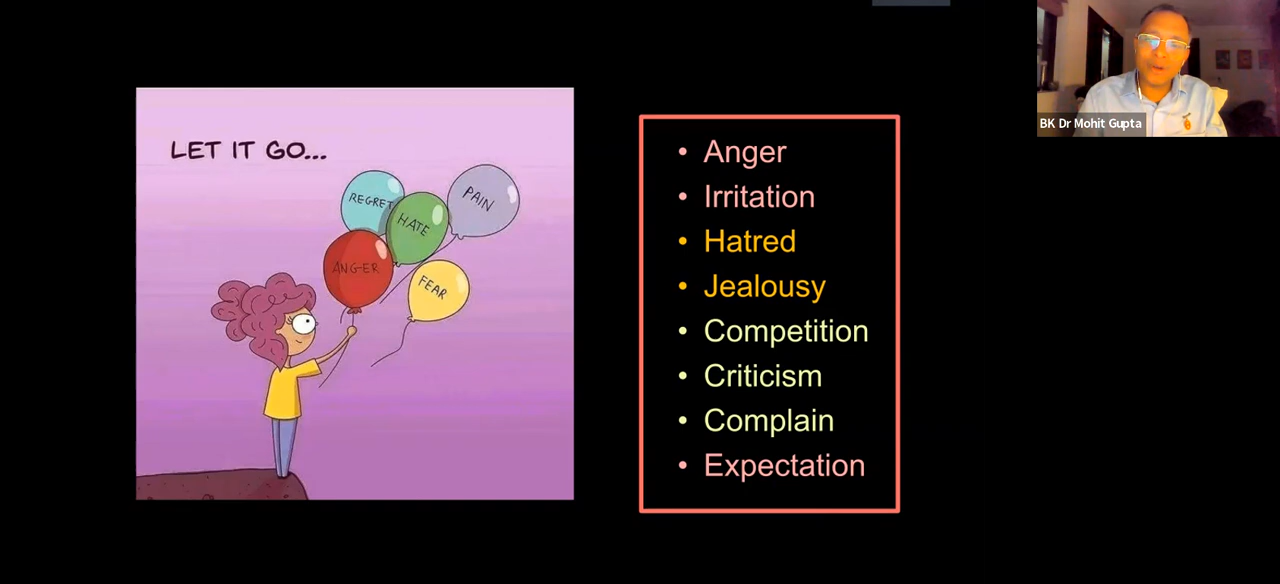 LET IT GO...
REGRET
HATE
PAIN
ANGER
FEAR
• Anger
• Irritation
• Hatred
• Jealousy
• Competition
• Criticism
• Complain
• Expectation
BK Dr Mohit Gupta